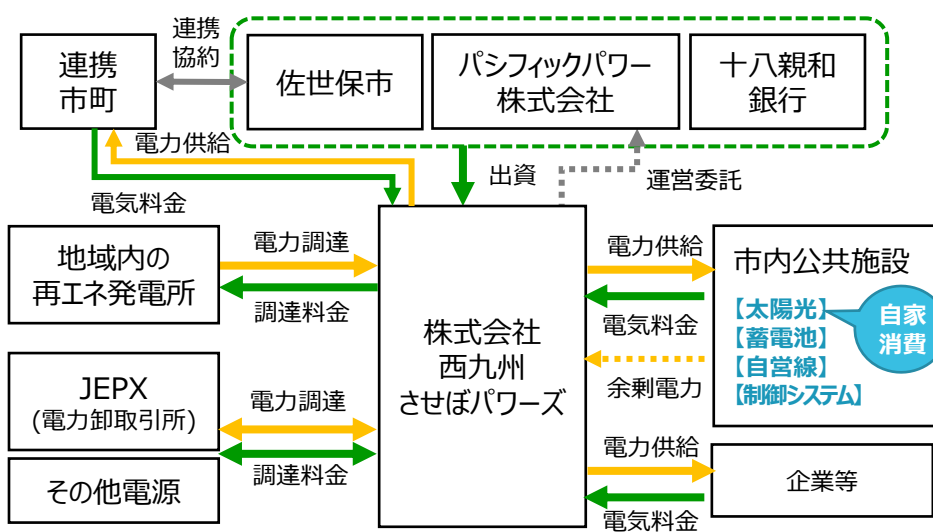 連携
協約
連携
市町
佐世保市
パシフィックパワー
株式会社
十八親和
銀行
電力供給
出資
運営委託
電気料金
地域内の
再エネ発電所
電力調達
調達料金
株式会社
西九州
させぼパワーズ
電力供給
電気料金
余剰電力
市内公共施設
【太陽光】
【蓄電池】
【自営線】
【制御システム】
自家
消費
JEPX
(電力卸取引所)
電力調達
調達料金
その他電源
電力供給
電気料金
企業等